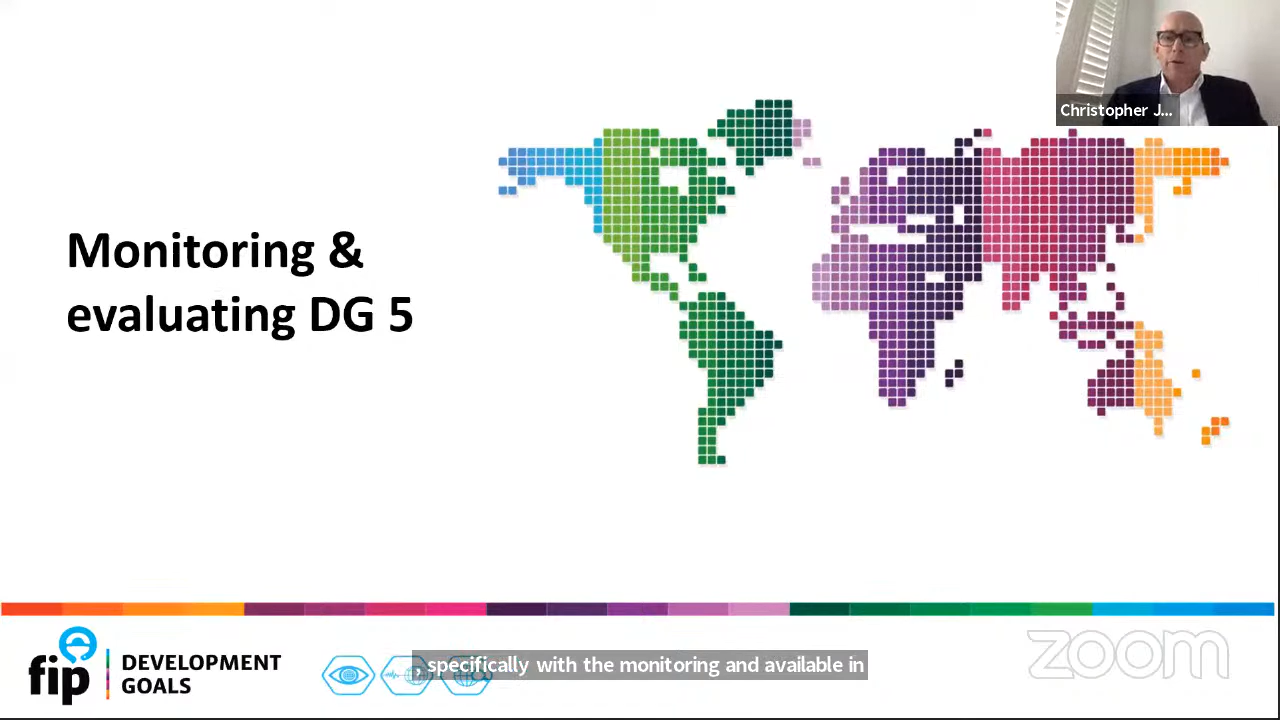 Christopher J...
Monitoring &
evaluating DG 5
fip
DEVELOPMENT
GOALS
, specifically with the monitoring and available in
zoom